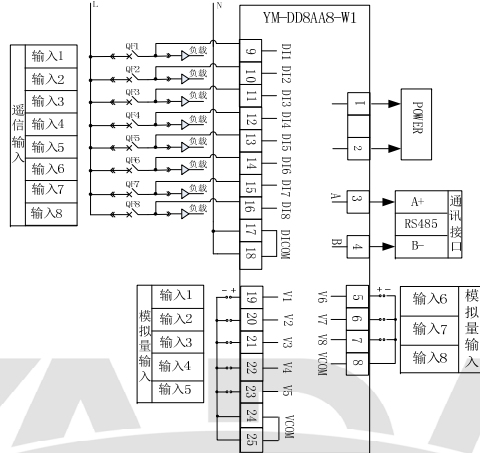 L
N
YM-DD8AA8-W1
遥信输入
输入1
输入2
输入3
输入4
输入5
输入6
输入7
输入8
QF1
QF2
QF3
QF4
QF5
QF6
QF7
QF8
负载
负载
负载
负载
负载
负载
负载
负载
9
10
11
12
13
14
15
16
17
18
DI1
DI2
DI3
DI4
DI5
DI6
DI7
DI8
DICOM
1
2
POWER
A
3
B
4
A+
RS485
B-
通讯接口
模拟量输入
输入1
输入2
输入3
输入4
输入5
- +
19
20
21
22
23
24
25
V1
V2
V3
V4
V5
VCOM
V6
V7
V8
VCOM
5
6
7
8
+ -
输入6
输入7
输入8
模拟量输入
YADA